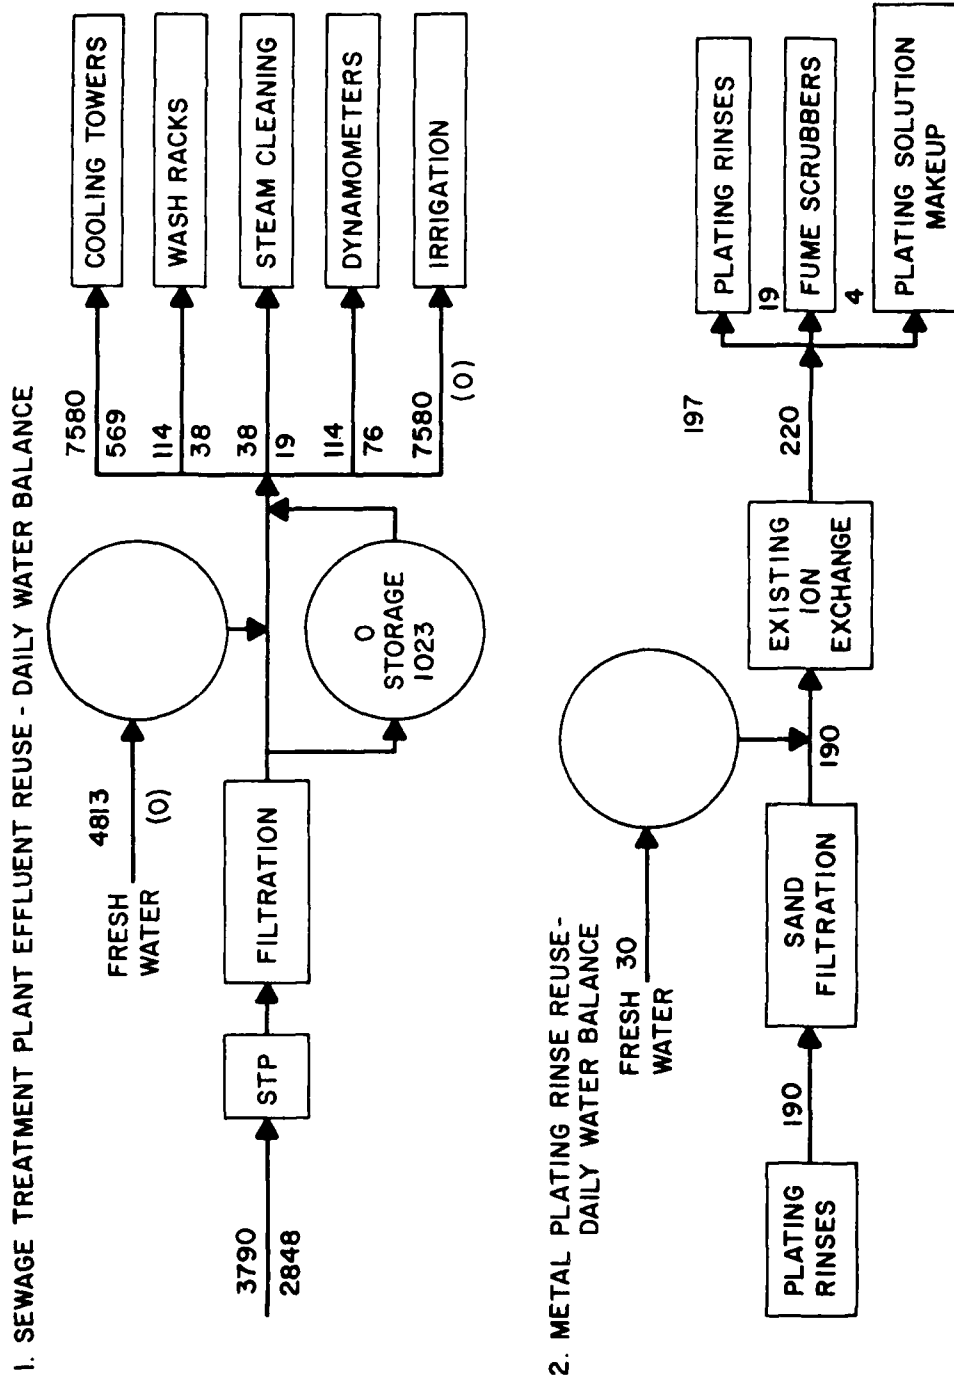 1. SEWAGE TREATMENT PLANT EFFLUENT REUSE - DAILY WATER BALANCE
3790
2848
STP
FILTRATION
FRESH
WATER
4813
(0)
0
STORAGE
1023
7580
569
COOLING TOWERS
114
38
WASH RACKS
38
19
STEAM CLEANING
114
76
DYNAMOMETERS
7580
(0)
IRRIGATION
2. METAL PLATING RINSE REUSE-
DAILY WATER BALANCE
PLATING
RINSES
190
SAND
FILTRATION
FRESH 30
WATER
190
EXISTING
ION
EXCHANGE
220
197
PLATING RINSES
19
FUME SCRUBBERS
4
PLATING SOLUTION
MAKEUP